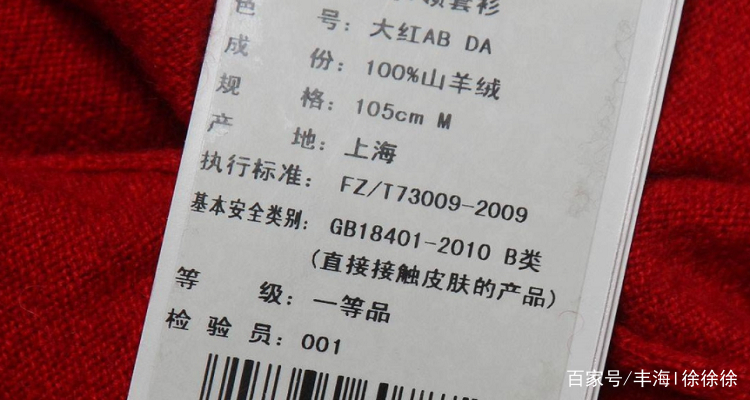 领套衫
色 号：大红AB DA
成 份：100%山羊绒
规 格：105cm M
产 地：上海
执行标准：FZ/T73009-2009
基本安全类别：GB18401-2010 B类
(直接接触皮肤的产品)
等 级：一等品
检 验 员：001
百家号/丰海|徐徐徐